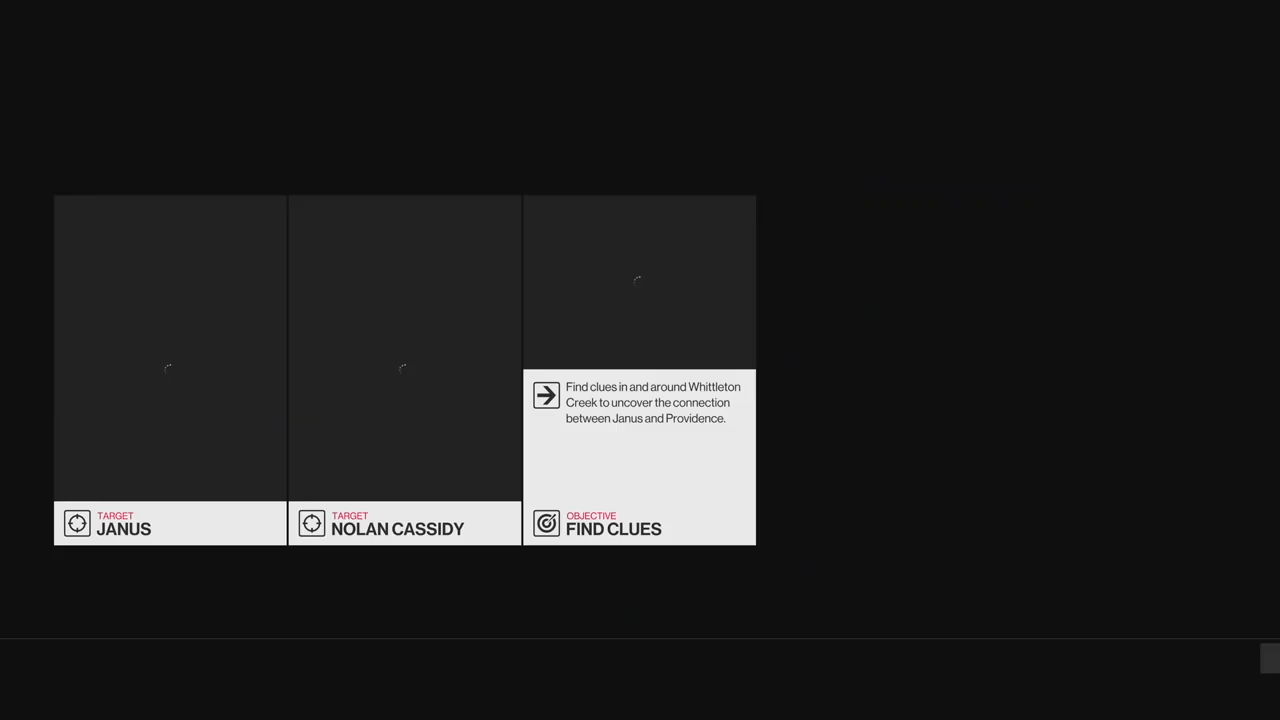 TARGET
JANUS
TARGET
NOLAN CASSIDY
Find clues in and around Whittleton
Creek to uncover the connection
between Janus and Providence.
OBJECTIVE
FIND CLUES